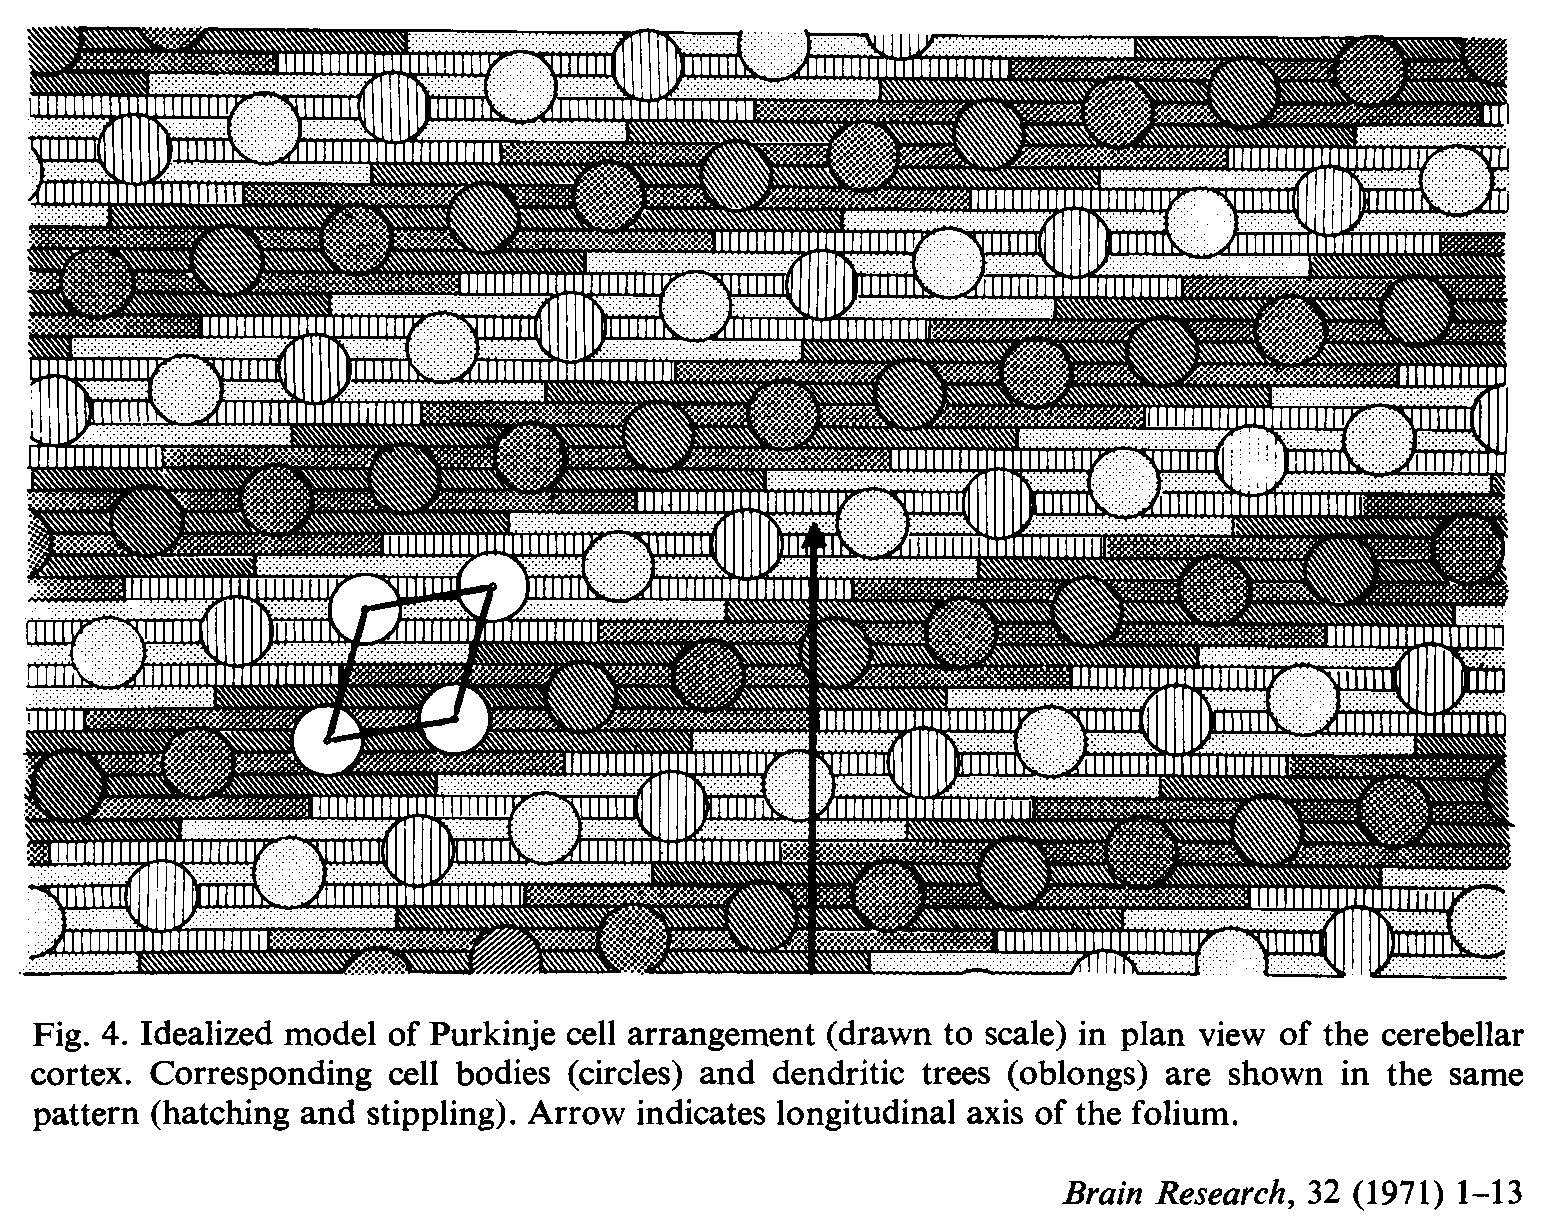 Fig. 4. Idealized model of Purkinje cell arrangement (drawn to scale) in plan view of the cerebellar
cortex. Corresponding cell bodies (circles) and dendritic trees (oblongs) are shown in the same
pattern (hatching and stippling). Arrow indicates longitudinal axis of the folium.
Brain Research, 32 (1971) 1–13